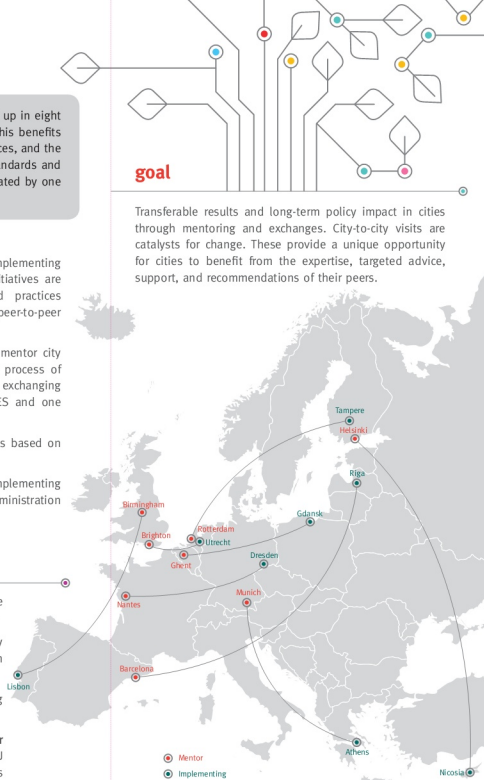 up in eight
his benefits
ces, and the
ndards and
ated by one
goal
Transferable results and long-term policy impact in cities
through mentoring and exchanges. City-to-city visits are
catalysts for change. These provide a unique opportunity
for cities to benefit from the expertise, targeted advice,
support, and recommendations of their peers.
mplementing
itiatives are
d practices
peer-to-peer
mentor city
process of
exchanging
ES and one
s based on
mplementing
ministration
Tampere
Helsinki
Riga
Birmingham
Gdansk
Rotterdam
Brighton
Utrecht
Dresden
Ghent
Munich
Nantes
Barcelona
Lisbon
Athens
Nicosia
Mentor
Implementing